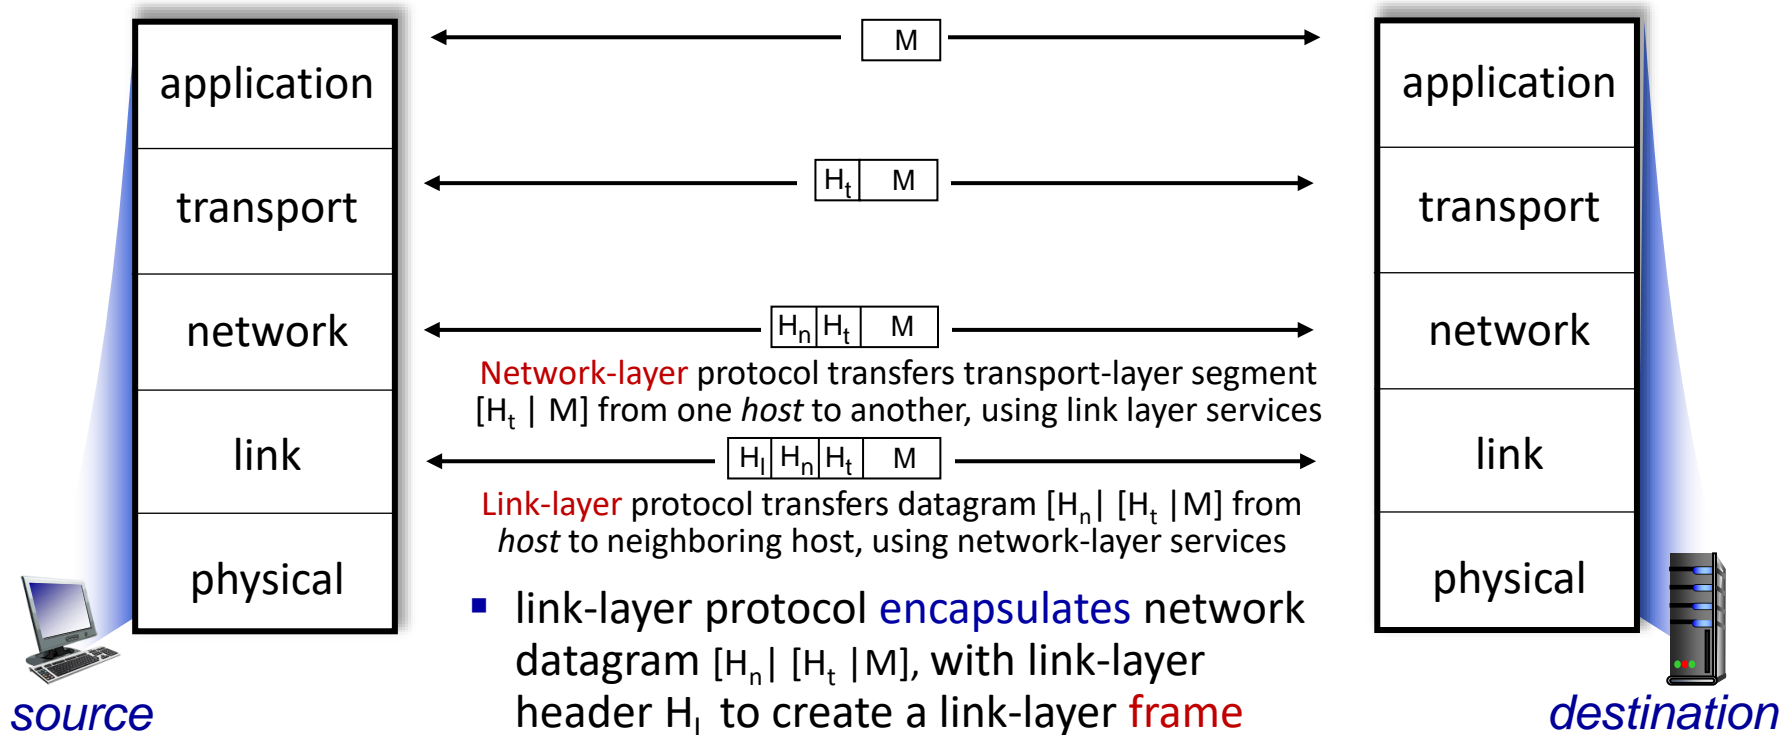 M
application
application
Ht M
transport
transport
Hn Ht M
network
network
Network-layer protocol transfers transport-layer segment
[Ht | M] from one host to another, using link layer services
Hl Hn Ht M
link
link
Link-layer protocol transfers datagram [Hn| [Ht |M] from
host to neighboring host, using network-layer services
physical
physical
▪ link-layer protocol encapsulates network
datagram [Hn| [Ht |M], with link-layer
header Hl to create a link-layer frame
source
destination